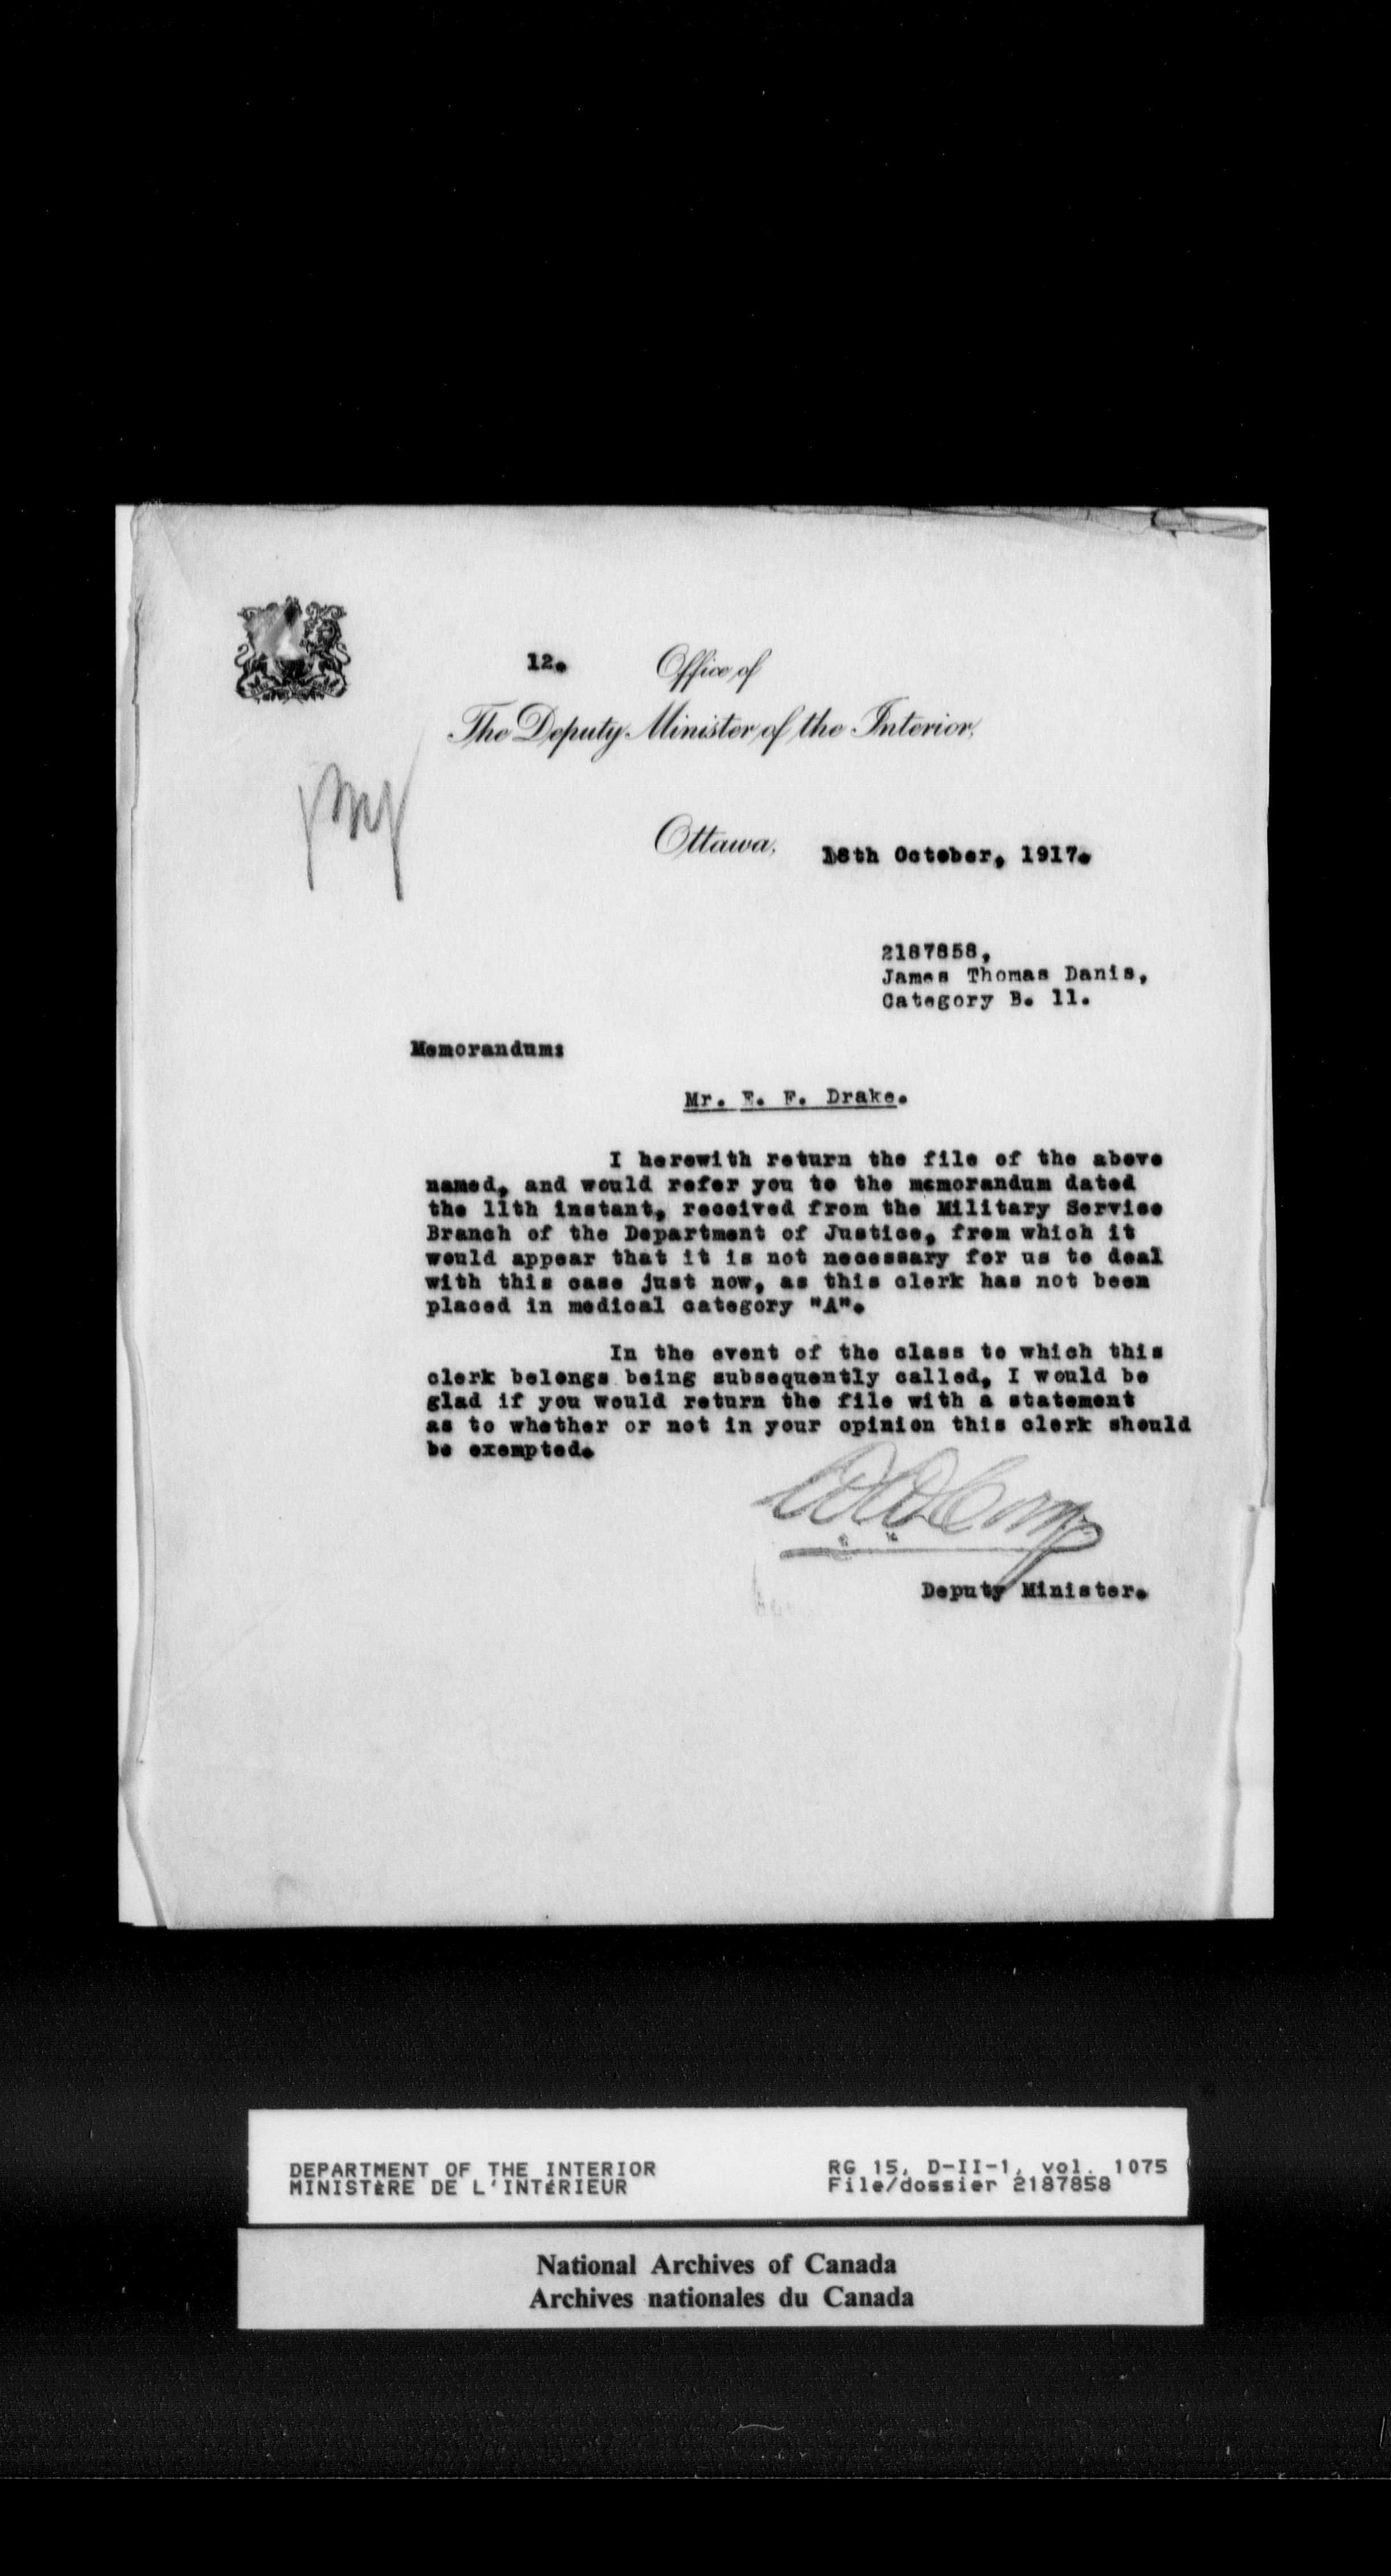 12.
Office of
The Deputy Minister of the Interior,
Ottawa, 18th October, 1917.
2187858,
James Thomas Danis,
Category B. 11.
Memorandum:
Mr. E. F. Drake.
I herewith return the file of the above
named, and would refer you to the memorandum dated
the 11th instant, received from the Military Service
Branch of the Department of Justice, from which it
would appear that it is not necessary for us to deal
with this case just now, as this clerk has not been
placed in medical category "A".
In the event of the class to which this
clerk belongs being subsequently called, I would be
glad if you would return the file with a statement
as to whether or not in your opinion this clerk should
be exempted.
W W Cory
Deputy Minister.
DEPARTMENT OF THE INTERIOR
MINISTÈRE DE L'INTÉRIEUR
RG 15, D-II-1, vol. 1075
File/dossier 2187858
National Archives of Canada
Archives nationales du Canada